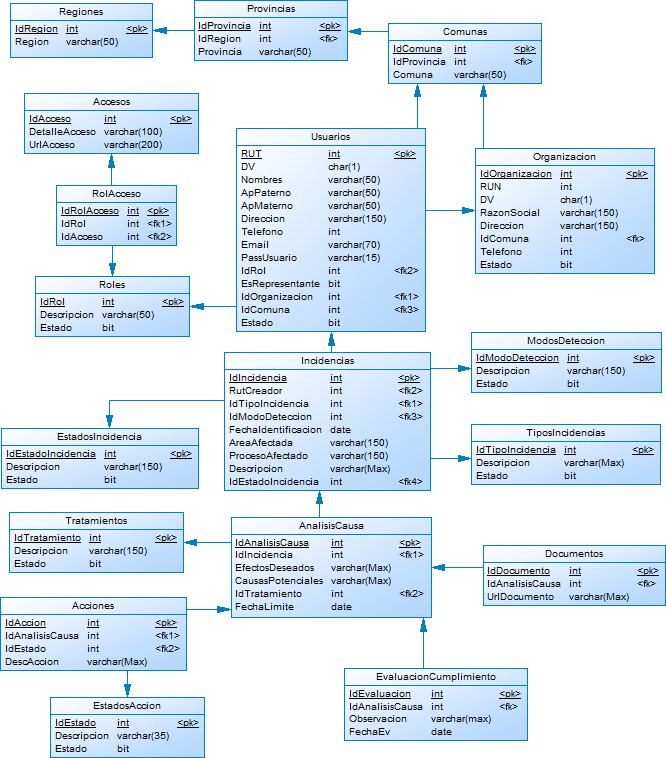 Regiones
IdRegion int <pk>
Region varchar(50)
Provincias
IdProvincia int <pk>
IdRegion int <fk>
Provincia varchar(50)
Comunas
IdComuna int <pk>
IdProvincia int <fk>
Comuna varchar(50)
Accesos
IdAcceso int <pk>
DetalleAcceso varchar(100)
UrlAcceso varchar(200)
Usuarios
RUT int <pk>
DV char(1)
Nombres varchar(50)
ApPaterno varchar(50)
ApMaterno varchar(50)
Direccion varchar(150)
Telefono int
Email varchar(70)
PassUsuario varchar(15)
IdRol int <fk2>
EsRepresentante bit
IdOrganizacion int <fk1>
IdComuna int <fk3>
Estado bit
Organizacion
IdOrganizacion int <pk>
RUN int
DV char(1)
RazonSocial varchar(150)
Direccion varchar(150)
IdComuna int <fk>
Telefono int
Estado bit
RolAcceso
IdRolAcceso int <pk>
IdRol int <fk1>
IdAcceso int <fk2>
Roles
IdRol int <pk>
Descripcion varchar(50)
Estado bit
Incidencias
IdIncidencia int <pk>
RutCreador int <fk2>
IdTipoIncidencia int <fk1>
IdModoDeteccion int <fk3>
FechaIdentificacion date
AreaAfectada varchar(150)
ProcesoAfectado varchar(150)
Descripcion varchar(Max)
IdEstadoIncidencia int <fk4>
ModosDeteccion
IdModoDeteccion int <pk>
Descripcion varchar(150)
Estado bit
EstadosIncidencia
IdEstadoIncidencia int <pk>
Descripcion varchar(150)
Estado bit
TiposIncidencias
IdTipoIncidencia int <pk>
Descripcion varchar(Max)
Estado bit
Tratamientos
IdTratamiento int <pk>
Descripcion varchar(150)
Estado bit
AnalisisCausa
IdAnalisisCausa int <pk>
IdIncidencia int <fk1>
EfectosDeseados varchar(Max)
CausasPotenciales varchar(Max)
IdTratamiento int <fk2>
FechaLimite date
Documentos
IdDocumento int <pk>
IdAnalisisCausa int <fk>
UrlDocumento varchar(Max)
Acciones
IdAccion int <pk>
IdAnalisisCausa int <fk1>
IdEstado int <fk2>
DescAccion varchar(Max)
EvaluacionCumplimiento
IdEvaluacion int <pk>
IdAnalisisCausa int <fk>
Observacion varchar(max)
FechaEv date
EstadosAccion
IdEstado int <pk>
Descripcion varchar(35)
Estado bit